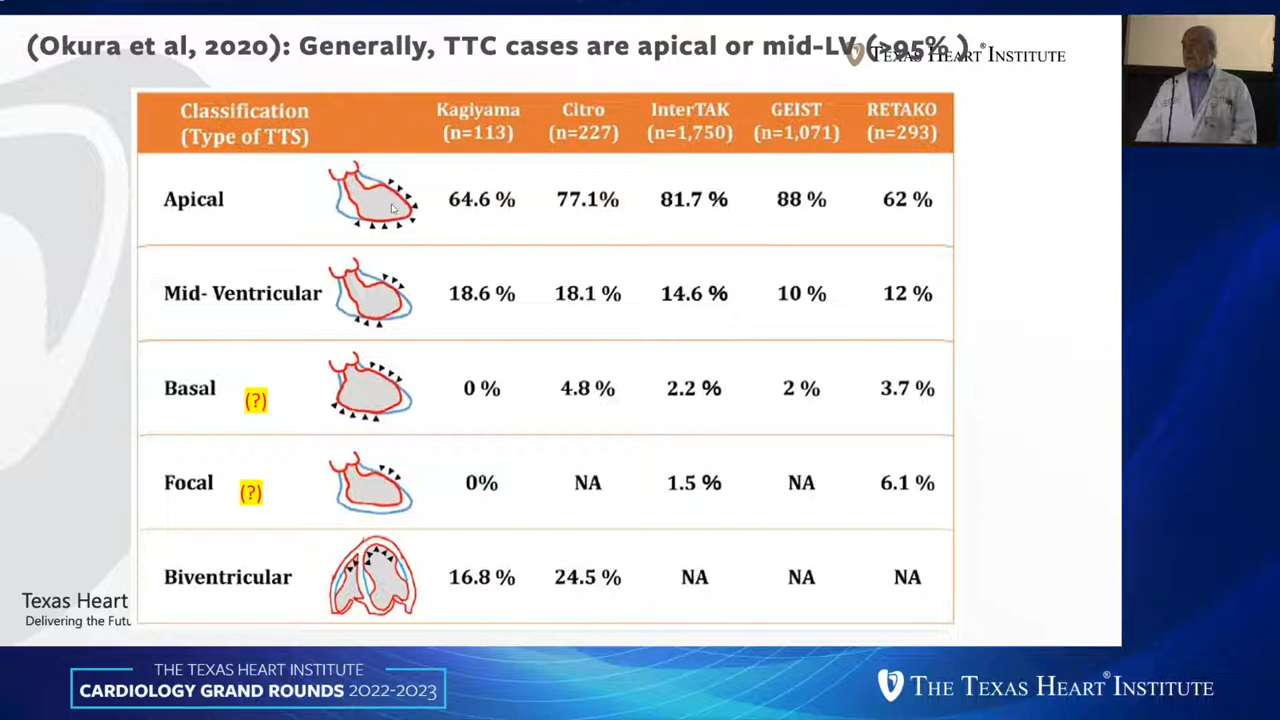 (Okura et al, 2020): Generally, TTC cases are apical or mid-LV (>95% )
TEXAS HEART® INSTITUTE
Classification (Type of TTS) Kagiyama (n=113) Citro (n=227) InterTAK (n=1,750) GEIST (n=1,071) RETAKO (n=293)
Apical 64.6 % 77.1% 81.7 % 88 % 62 %
Mid- Ventricular 18.6 % 18.1 % 14.6 % 10 % 12 %
Basal (?) 0 % 4.8 % 2.2 % 2 % 3.7 %
Focal (?) 0% NA 1.5 % NA 6.1 %
Biventricular 16.8 % 24.5 % NA NA NA
Texas Heart
Delivering the Futu
THE TEXAS HEART INSTITUTE
CARDIOLOGY GRAND ROUNDS 2022-2023
THE TEXAS HEART® INSTITUTE